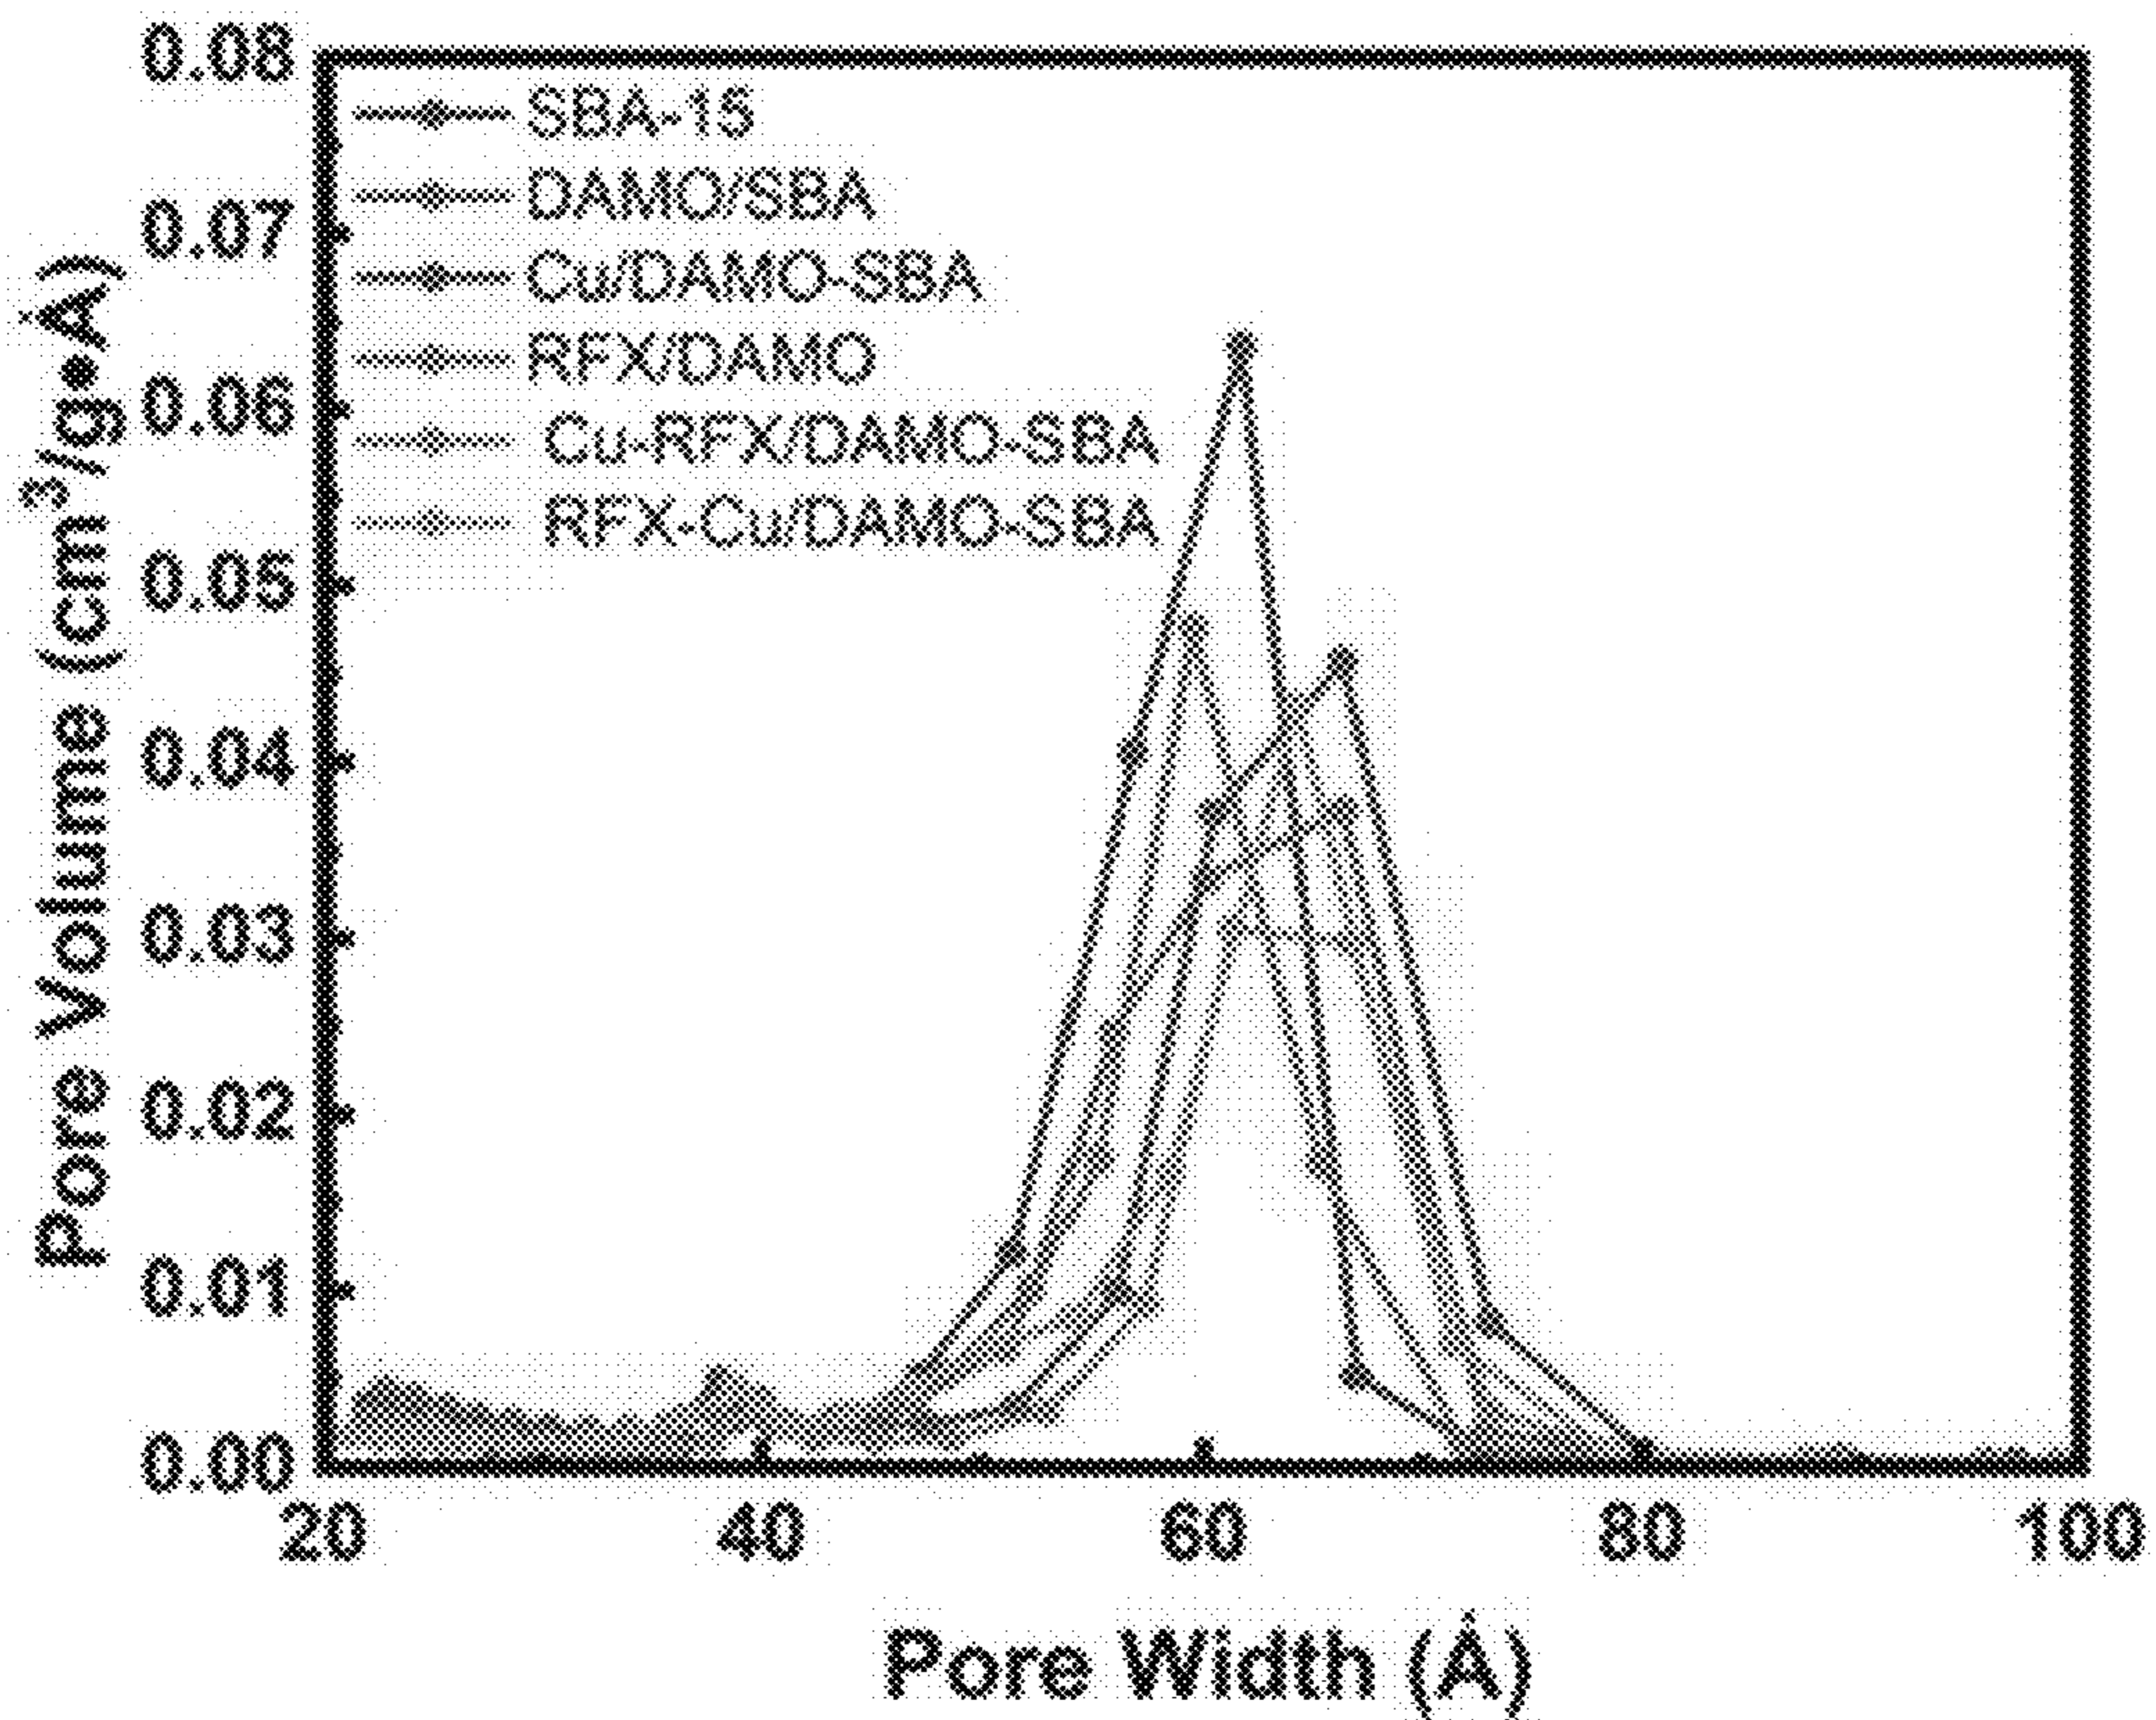 0.08
0.07
0.06
0.05
0.04
0.03
0.02
0.01
0.00
Pore Volume (cm³/g•Å)
SBA-15
DAMO/SBA
Cu/DAMO-SBA
RFX/DAMO
Cu-RFX/DAMO-SBA
RFX-Cu/DAMO-SBA
20 40 60 80 100
Pore Width (Å)